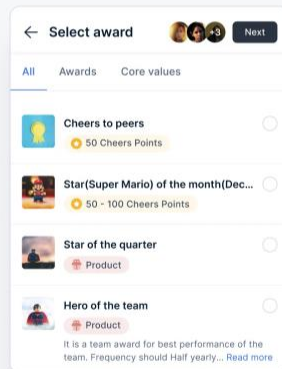 Select award
+3
Next
All
Awards
Core values
Cheers to peers
50 Cheers Points
Star(Super Mario) of the month(Dec...
50 - 100 Cheers Points
Star of the quarter
Product
Hero of the team
Product
It is a team award for best performance of the
team. Frequency should Half yearly... Read more